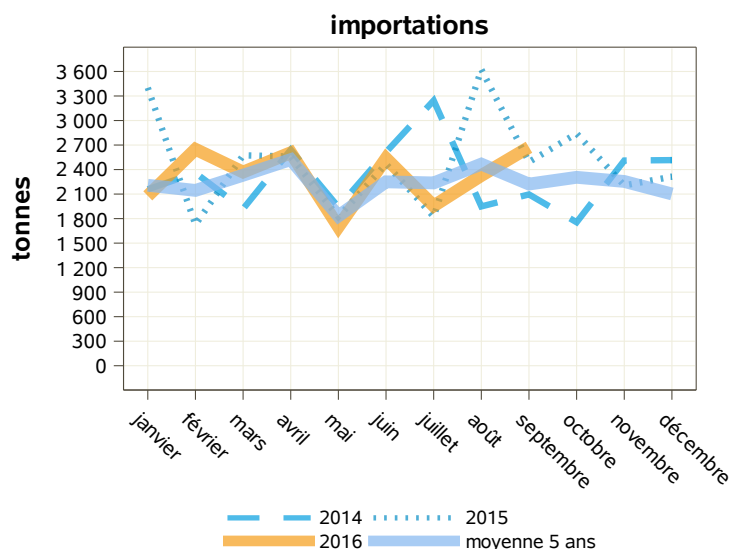 importations
tonnes
3 600
3 300
3 000
2 700
2 400
2 100
1 800
1 500
1 200
900
600
300
0
janvier
février
mars
avril
mai
juin
juillet
août
septembre
octobre
novembre
décembre
2014 2015
2016 moyenne 5 ans